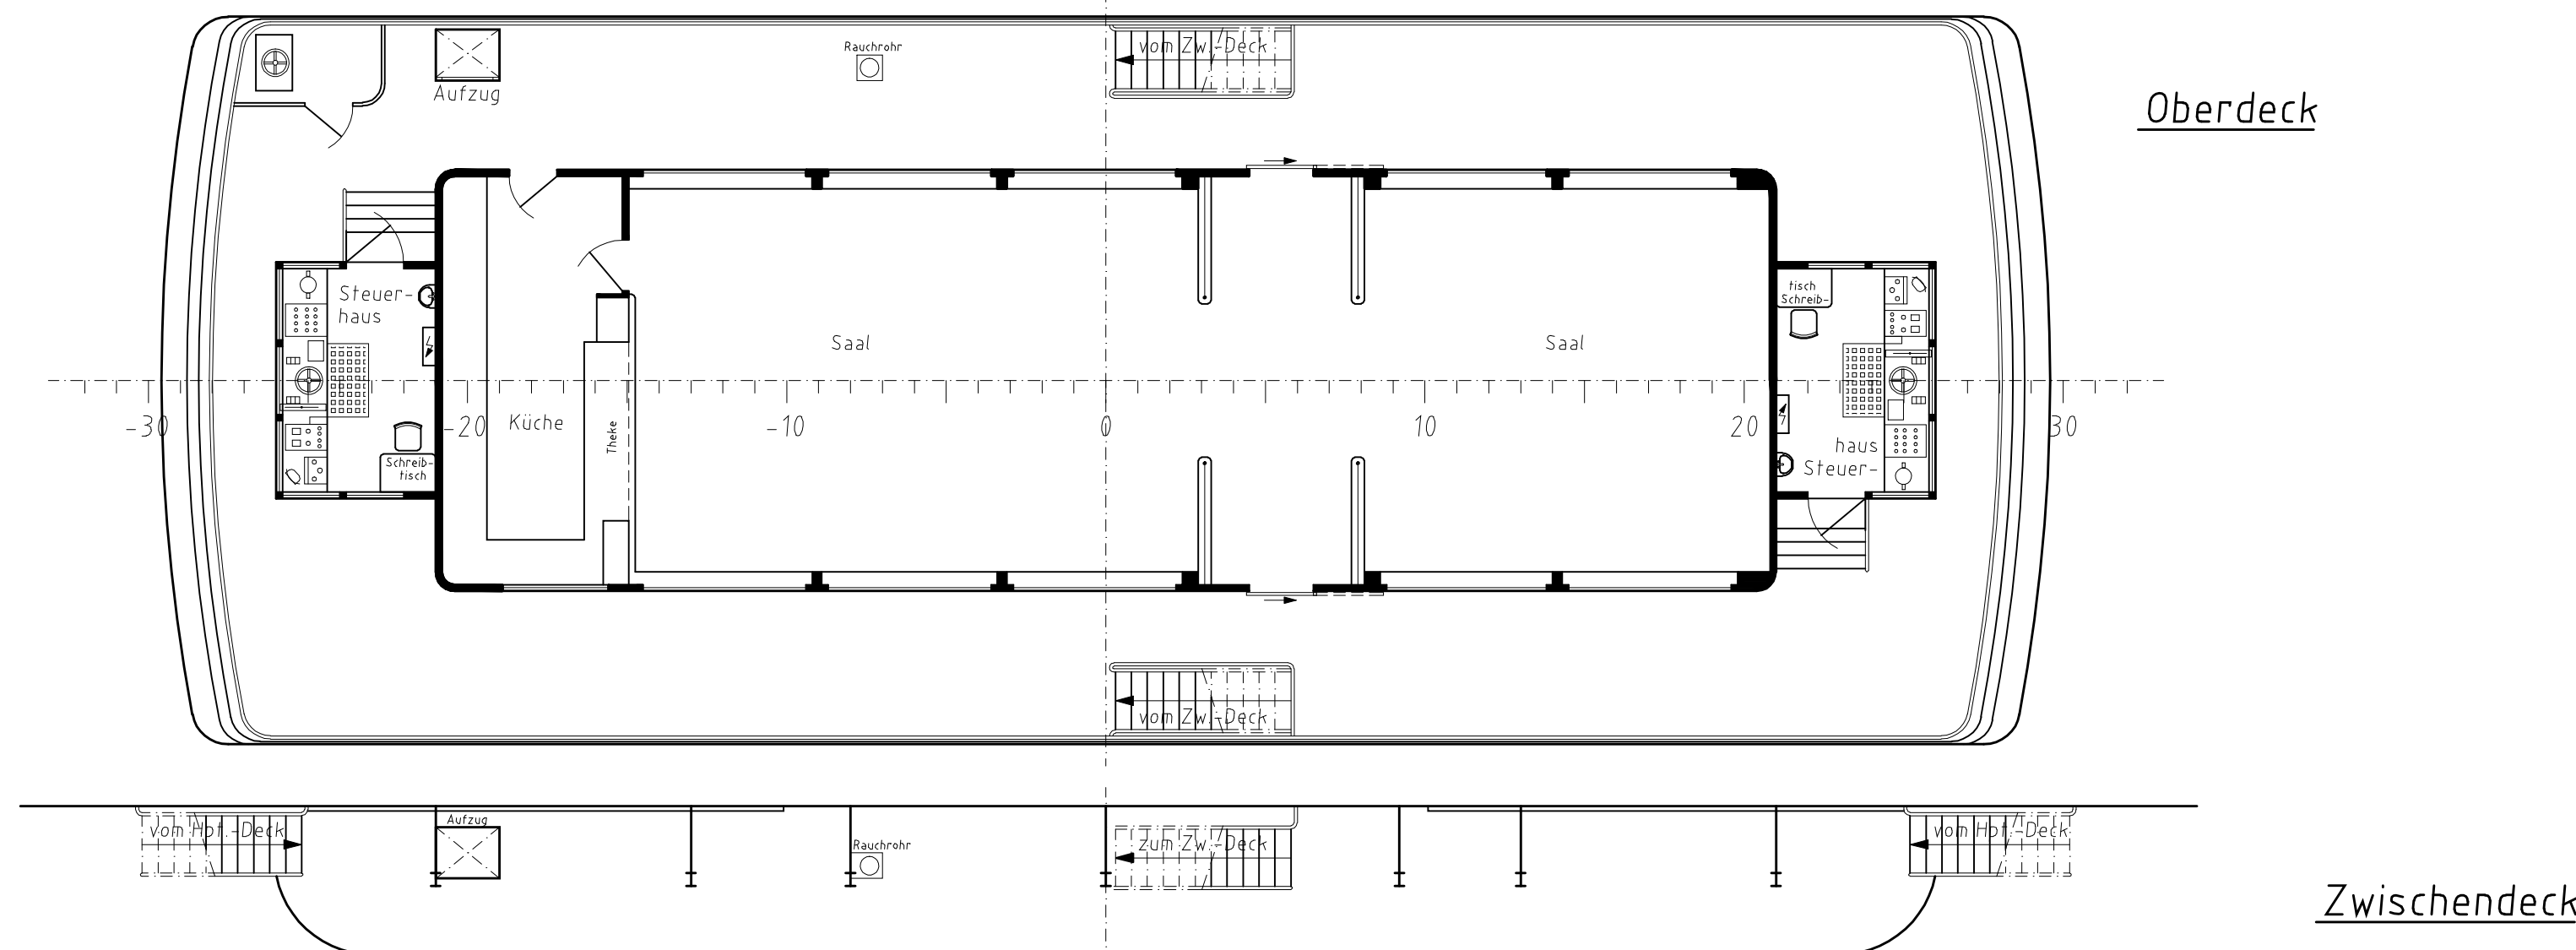 Rauchrohr
vom Zw.-Deck
Aufzug
Oberdeck
Steuer-
haus
tisch
Schreib-
Saal
Saal
-30
-20
Küche
Theke
-10
0
10
20
30
haus
Steuer-
Schreib-
tisch
vom Zw.-Deck
Aufzug
vom Hpf.-Deck
Rauchrohr
zum Zw.-Deck
vom Hpf.-Deck
Zwischendeck